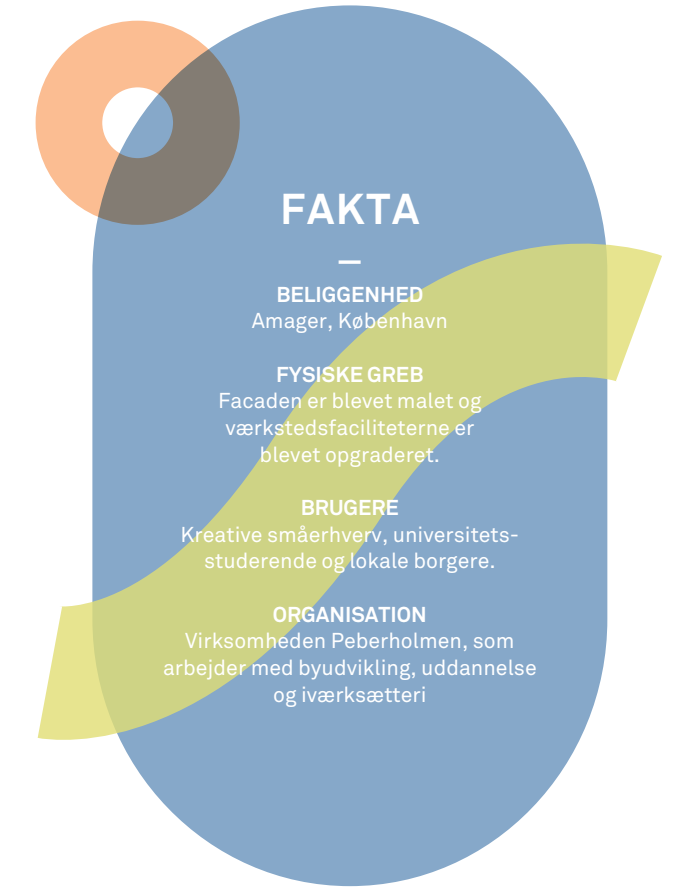 FAKTA
—
BELIGGENHED
Amager, København
FYSISKE GREB
Facaden er blevet malet og
værkstedsfaciliteterne er
blevet opgraderet.
BRUGERE
Kreative småerhverv, universitets-
studerende og lokale borgere.
ORGANISATION
Virksomheden Peberholmen, som
arbejder med byudvikling, uddannelse
og iværksætteri